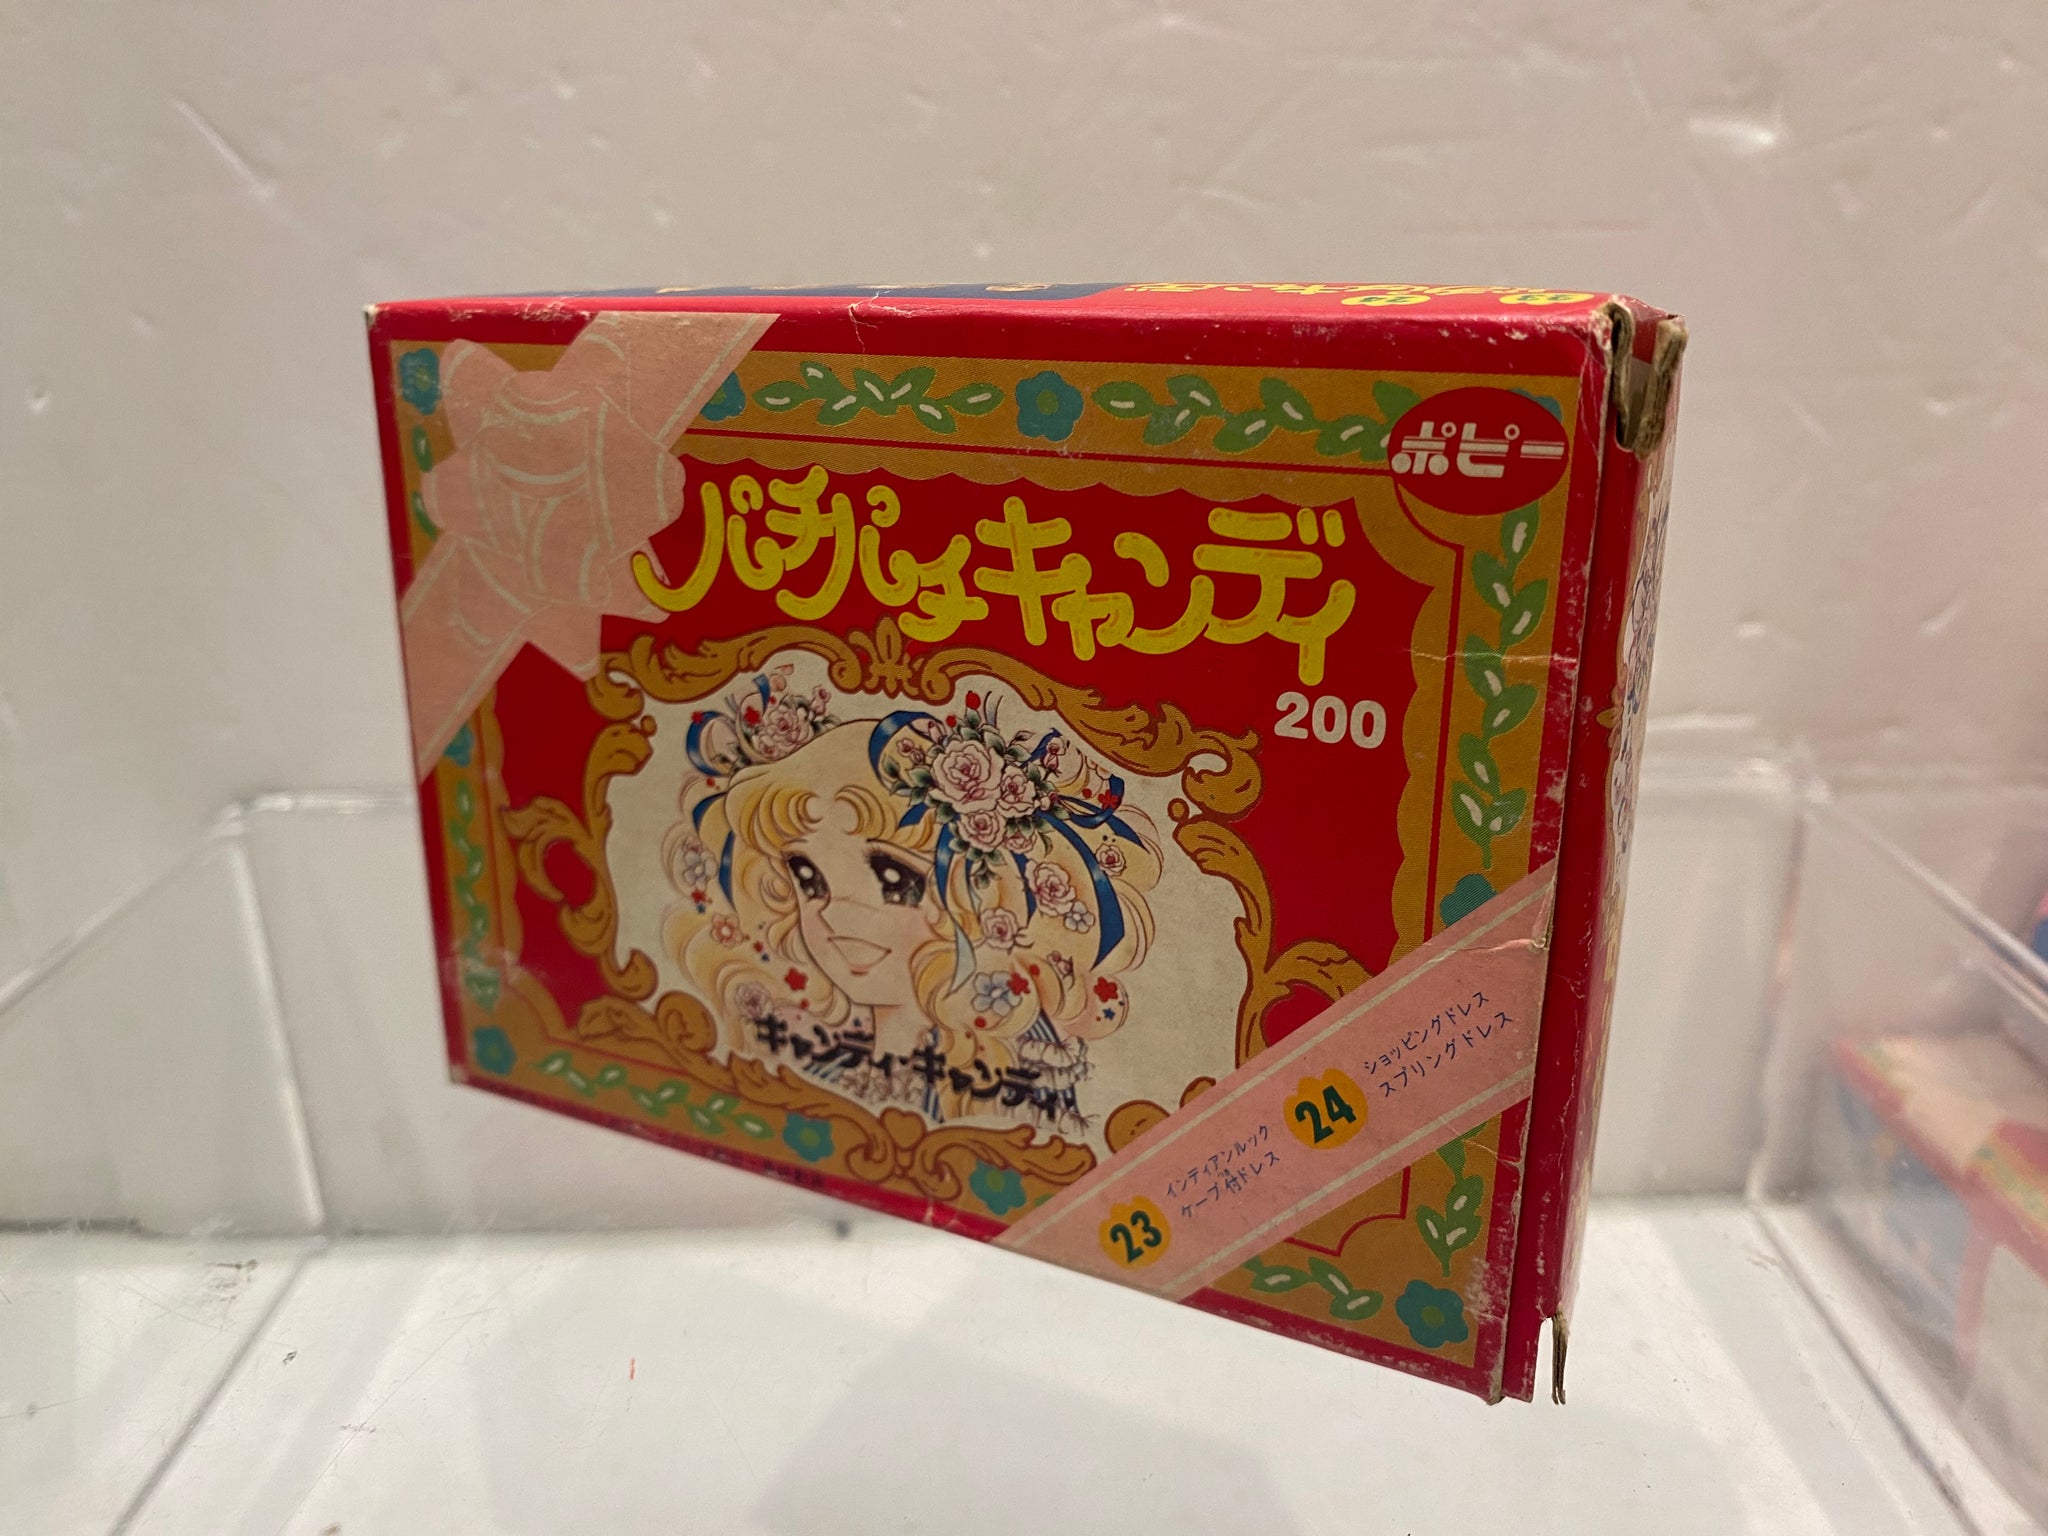 ポピー
パチパチキャンディ
200
キャンディ・キャンディ
24
ショッピングドレス
スプリングドレス
23
インディアンルック
ケープ付ドレス